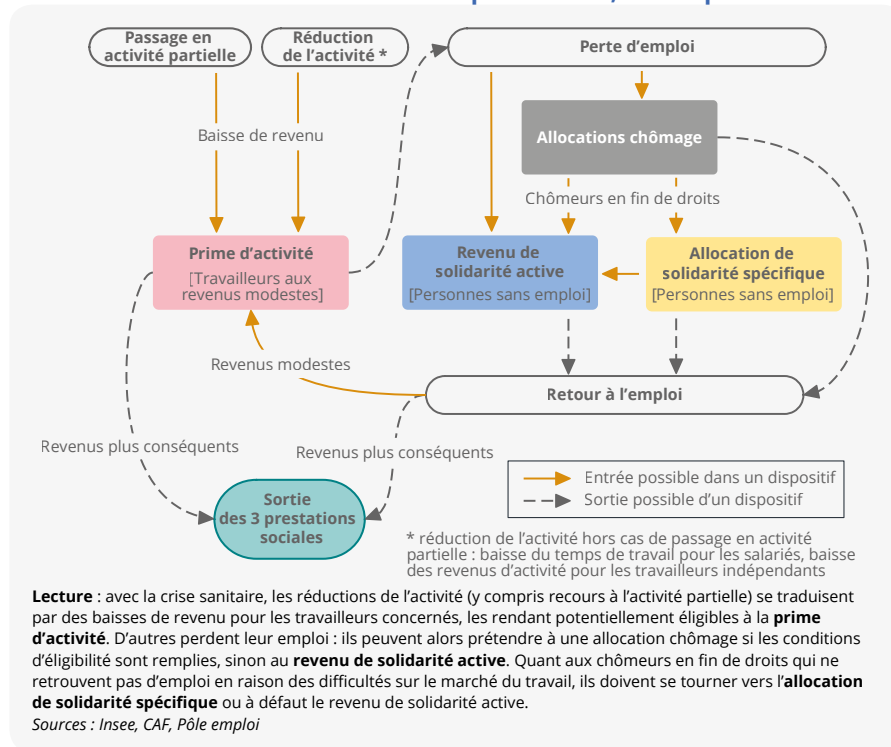 Passage en
activité partielle
Réduction
de l'activité *
Perte d'emploi
Baisse de revenu
Allocations chômage
Chômeurs en fin de droits
Prime d'activité
[Travailleurs aux
revenus modestes]
Revenu de
solidarité active
[Personnes sans emploi]
Allocation de
solidarité spécifique
[Personnes sans emploi]
Revenus modestes
Retour à l'emploi
Revenus plus conséquents
Revenus plus conséquents
Entrée possible dans un dispositif
Sortie possible d'un dispositif
Sortie
des 3 prestations
sociales
* réduction de l'activité hors cas de passage en activité
partielle : baisse du temps de travail pour les salariés, baisse
des revenus d'activité pour les travailleurs indépendants
Lecture : avec la crise sanitaire, les réductions de l'activité (y compris recours à l'activité partielle) se traduisent
par des baisses de revenu pour les travailleurs concernés, les rendant potentiellement éligibles à la prime
d'activité. D'autres perdent leur emploi : ils peuvent alors prétendre à une allocation chômage si les conditions
d'éligibilité sont remplies, sinon au revenu de solidarité active. Quant aux chômeurs en fin de droits qui ne
retrouvent pas d'emploi en raison des difficultés sur le marché du travail, ils doivent se tourner vers l'allocation
de solidarité spécifique ou à défaut le revenu de solidarité active.
Sources : Insee, CAF, Pôle emploi